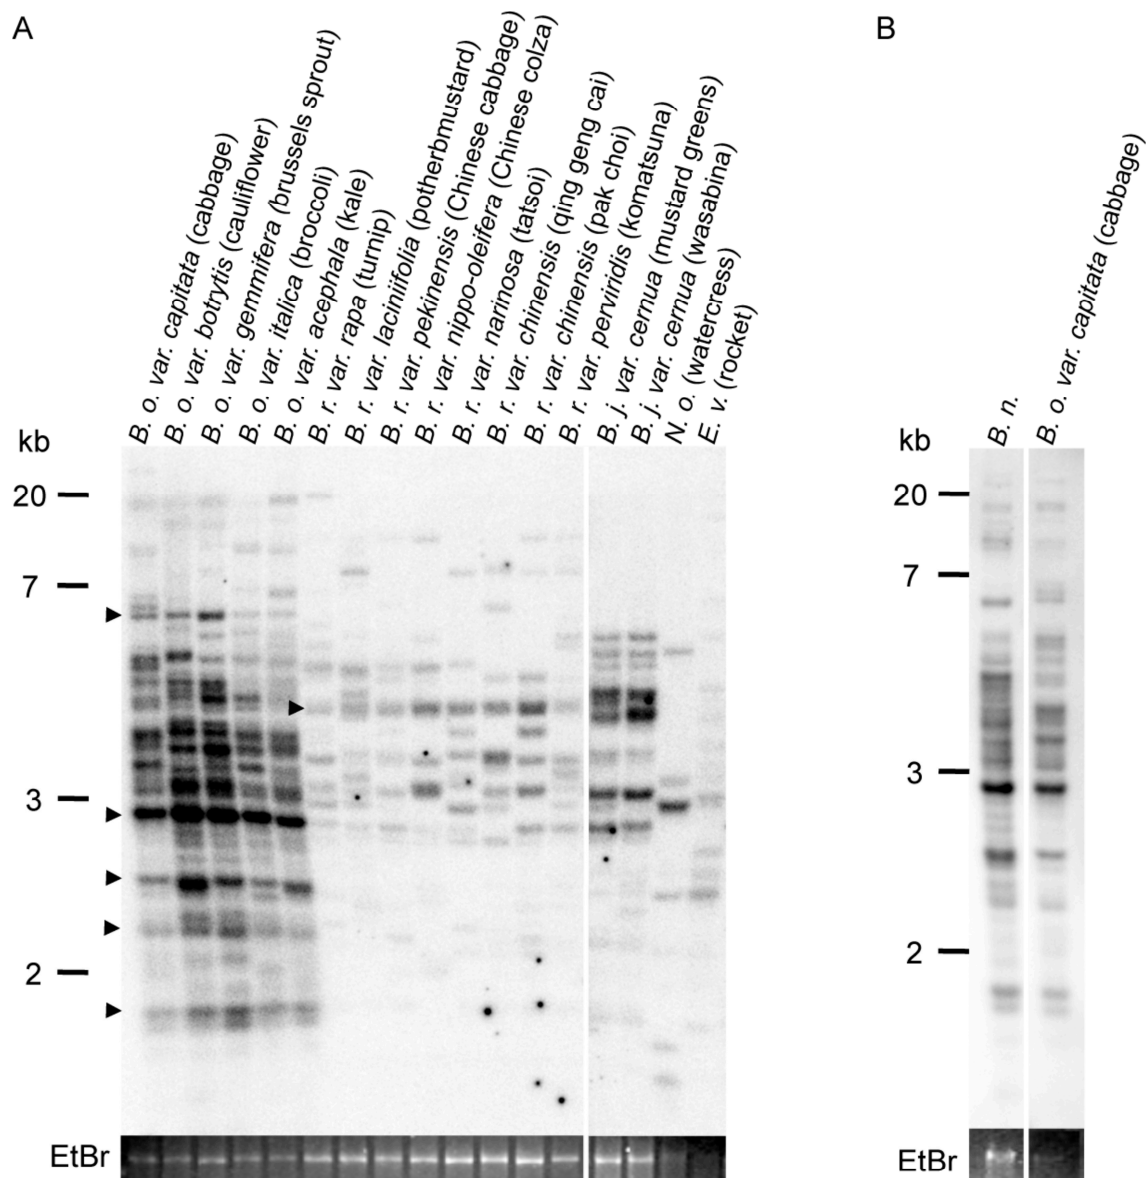 A
B. o. var. capitata (cabbage)
B. o. var. botrytis (cauliflower)
B. o. var. gemmifera (brussels sprout)
B. o. var. italica (broccoli)
B. o. var. acephala (kale)
B. r. var. rapa (turnip)
B. r. var. laciniifolia (potherbmustard)
B. r. var. pekinensis (Chinese cabbage)
B. r. var. nippo-oleifera (Chinese colza)
B. r. var. narinosa (tatsoi)
B. r. var. chinensis (qing geng cai)
B. r. var. chinensis (pak choi)
B. r. var. perviridis (komatsuna)
B. j. var. cernua (mustard greens)
B. j. var. cernua (wasabina)
N. o. (watercress)
E. v. (rocket)
kb
20
7
3
2
EtBr
B
B. n.
B. o. var. capitata (cabbage)
kb
20
7
3
2
EtBr